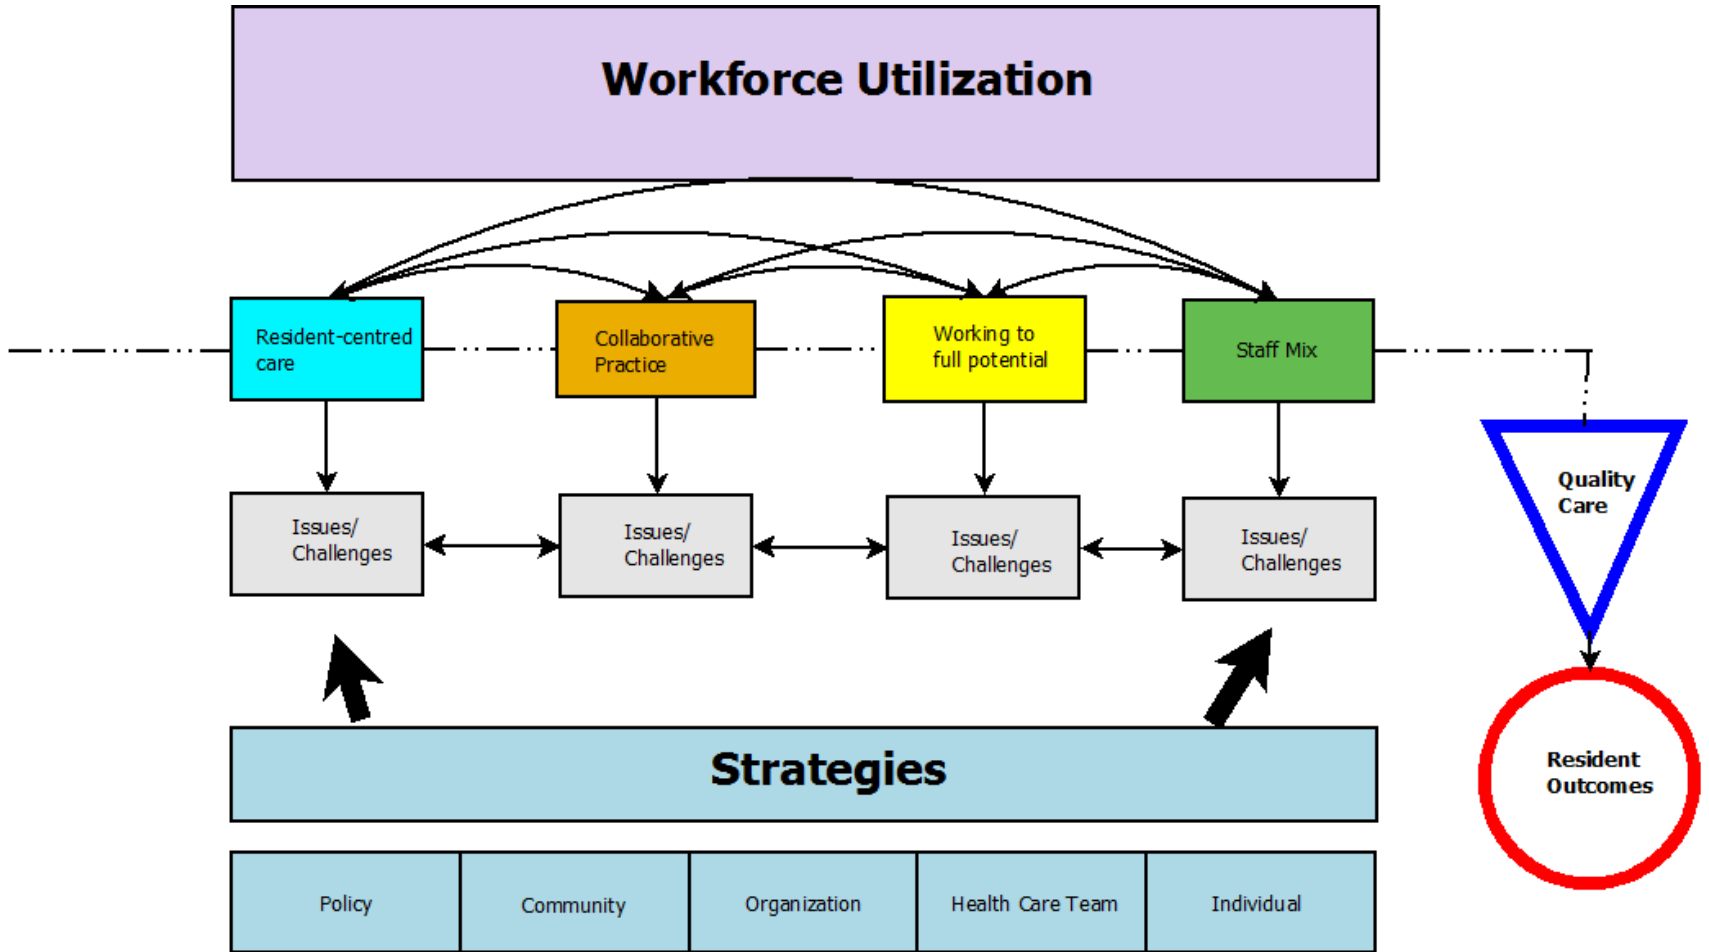 Workforce Utilization
Resident-centred
care
Collaborative
Practice
Working to
full potential
Staff Mix
Issues/
Challenges
Issues/
Challenges
Issues/
Challenges
Issues/
Challenges
Quality
Care
Resident
Outcomes
Strategies
Policy
Community
Organization
Health Care Team
Individual